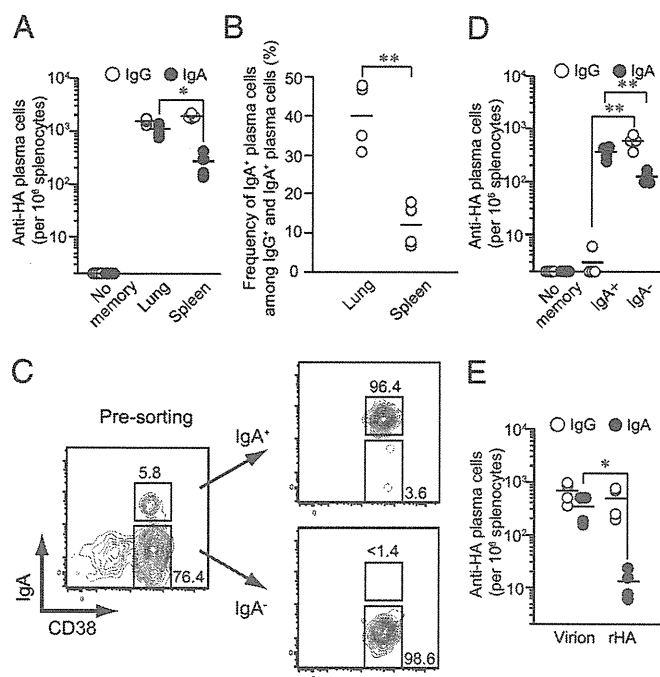 A
IgG IgA
*
Anti-HA plasma cells
(per 10⁶ splenocytes)
10⁴
10³
10²
10
No
memory
Lung
Spleen
B
**
Frequency of IgA⁺ plasma cells
among IgG⁺ and IgA⁺ plasma cells (%)
50
40
30
20
10
0
Lung
Spleen
D
IgG IgA
**
**
Anti-HA plasma cells
(per 10⁶ splenocytes)
10⁴
10³
10²
10
No
memory
IgA+
IgA-
C
Pre-sorting
5.8
76.4
IgA
CD38
IgA⁺
IgA⁻
96.4
3.6
<1.4
98.6
E
IgG IgA
*
Anti-HA plasma cells
(per 10⁶ splenocytes)
10⁴
10³
10²
10
Virion rHA